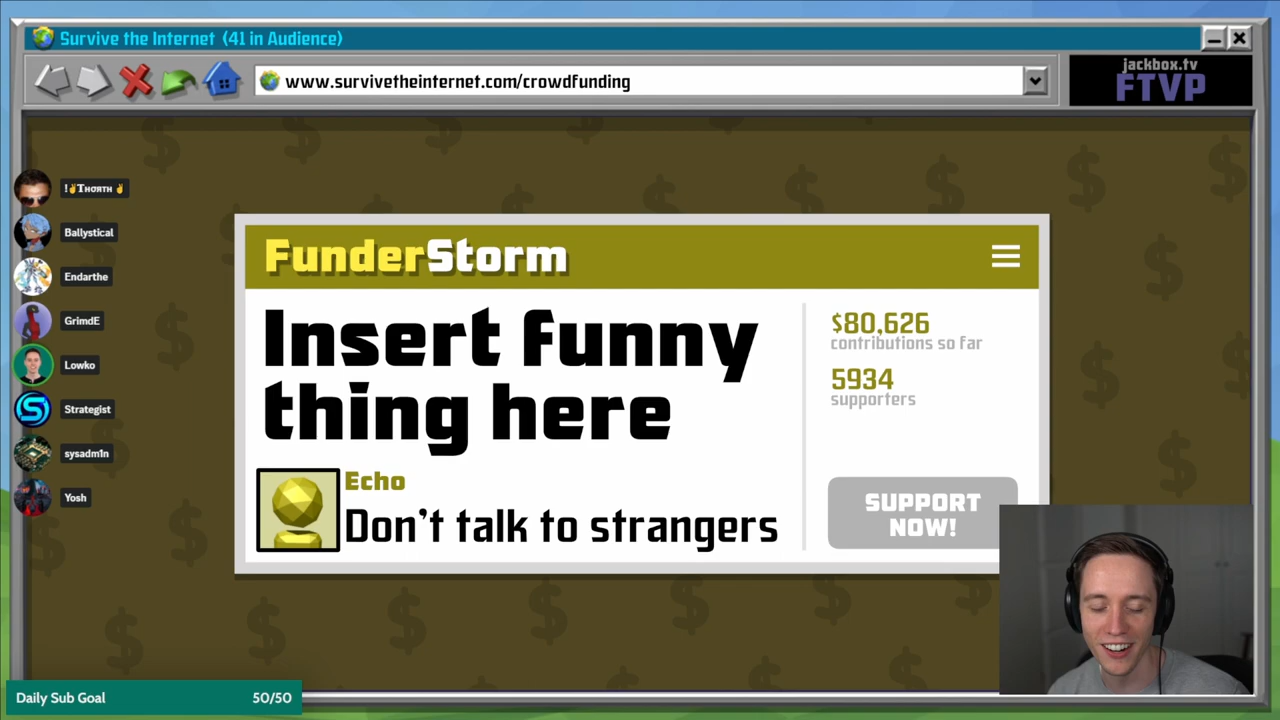 Survive the Internet (41 in Audience)
www.survivetheinternet.com/crowdfunding
jackbox.tv
FTVP
!✌Tʜσʀᴛʜ ✌
Ballystical
Endarthe
GrimdE
Lowko
Strategist
sysadm1n
Yosh
FunderStorm
Insert funny
thing here
Echo
Don't talk to strangers
$80,626
contributions so far
5934
supporters
SUPPORT
NOW!
Daily Sub Goal 50/50